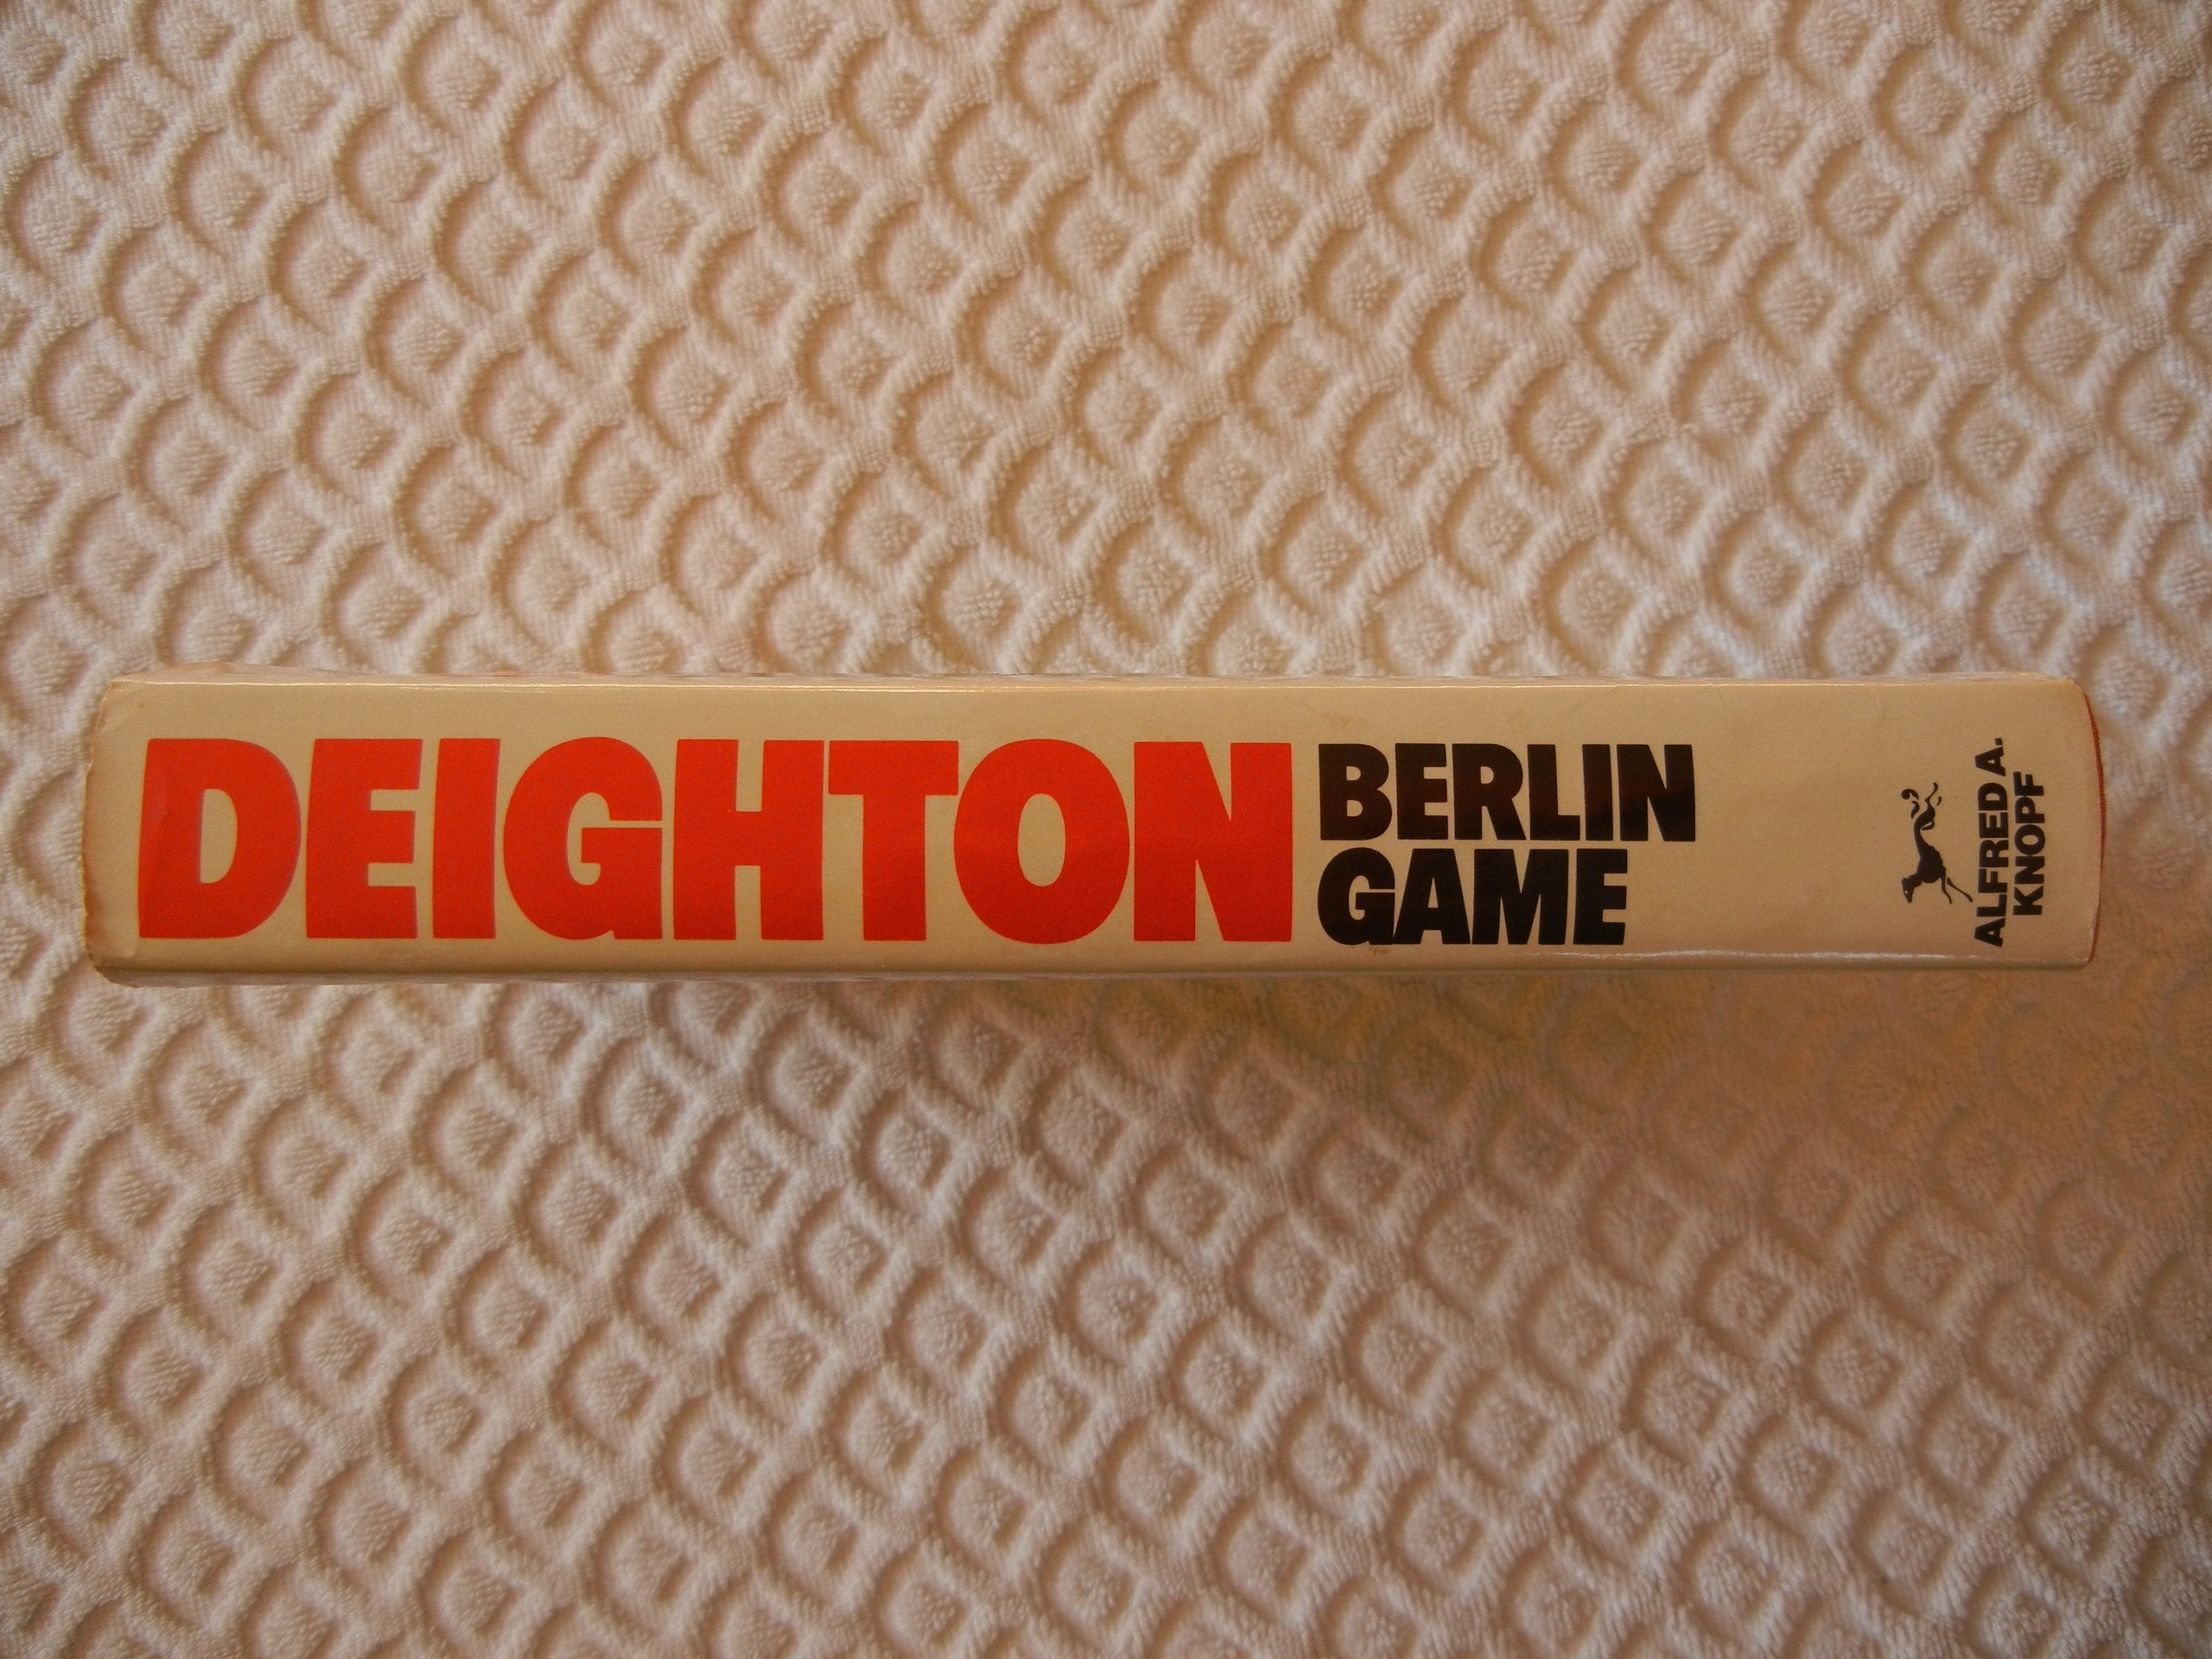 DEIGHTON
BERLIN
GAME
ALFRED A.
KNOPF